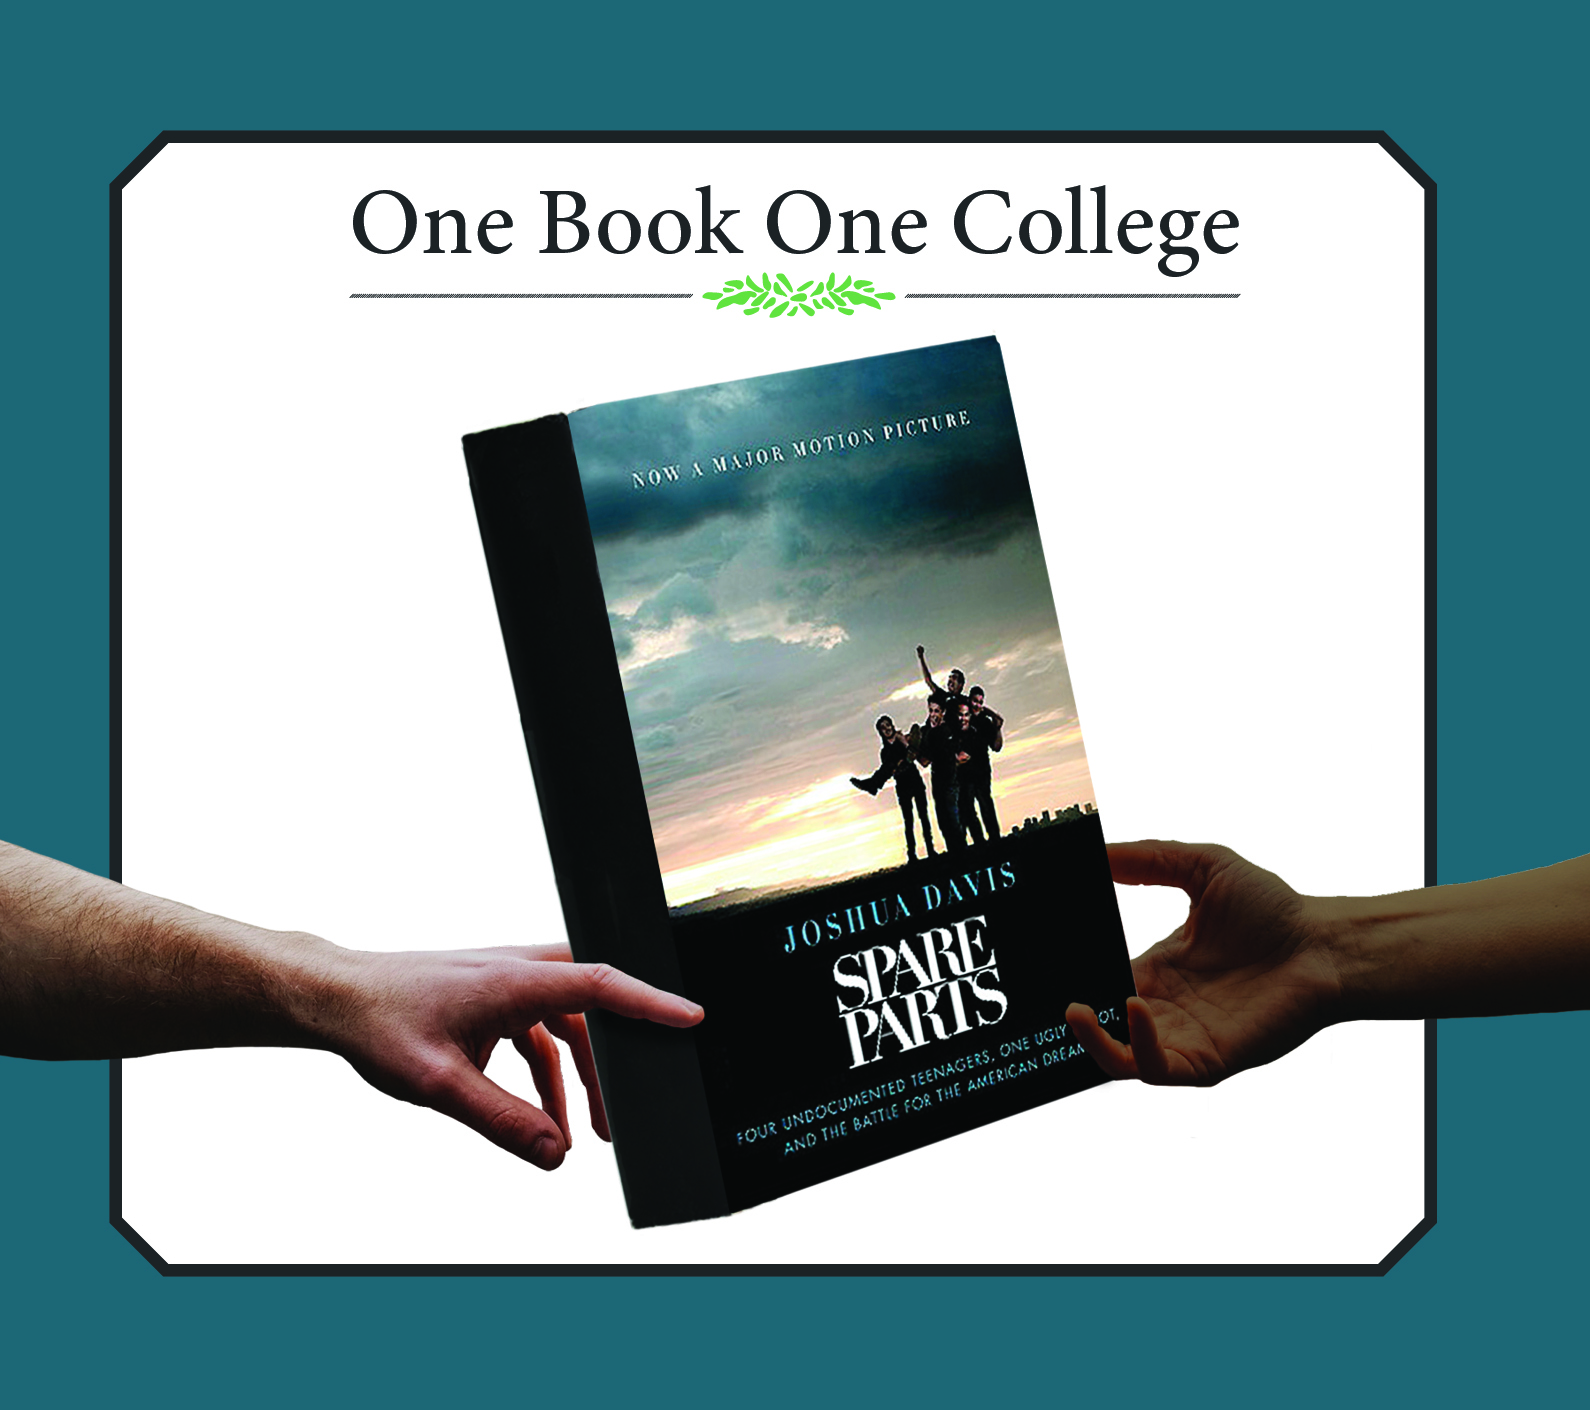 One Book One College
NOW A MAJOR MOTION PICTURE
JOSHUA DAVIS
SPARE
PARTS
FOUR UNDOCUMENTED TEENAGERS, ONE UGLY
AND THE BATTLE FOR THE AMERICAN DREAM